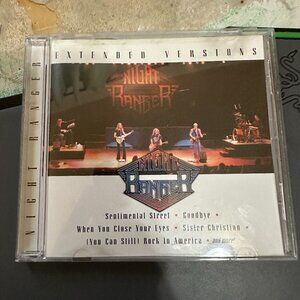 EXTENDED VERSIONS
NIGHT
RANGER
NIGHT RANGER
NIGHT
RANGER
Sentimental Street • Goodbye •
When You Close Your Eyes • Sister Christian •
(You Can Still) Rock in America • and more!